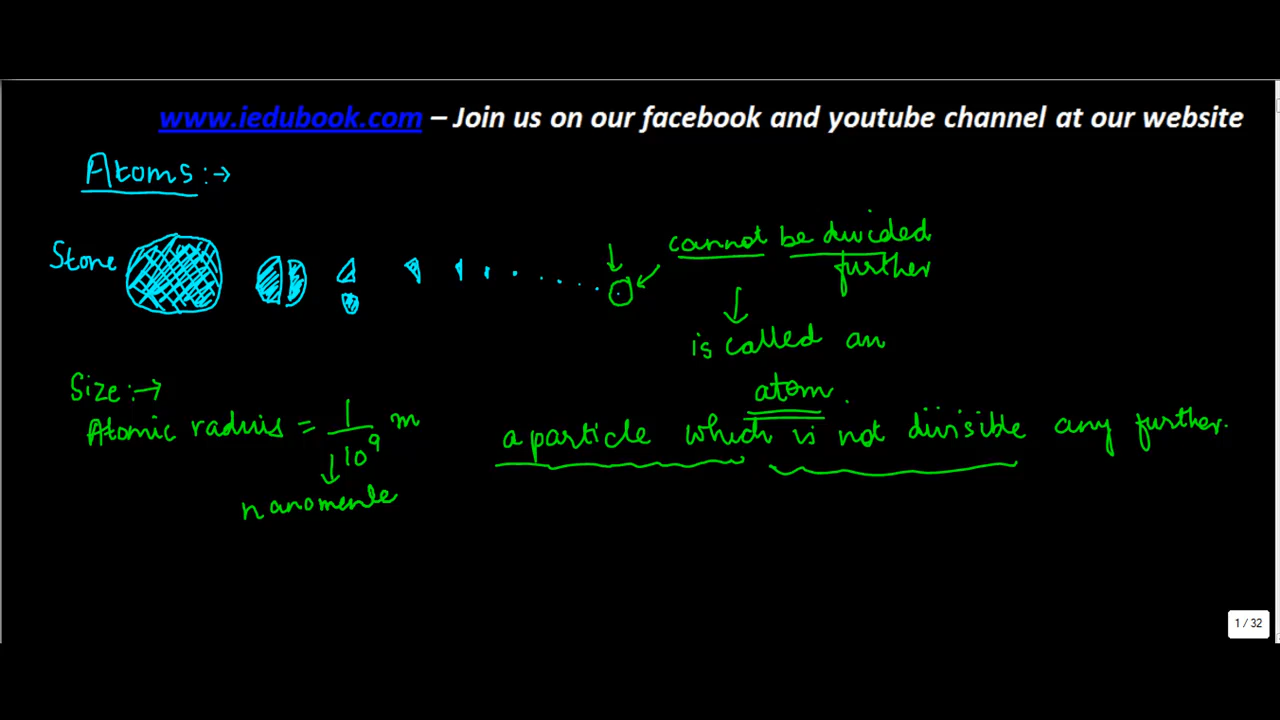 www.iedubook.com – Join us on our facebook and youtube channel at our website
Atoms :→
Stone
cannot be divided
further
is called an
atom.
a particle which is not divisible any further.
Size :→
Atomic radius = 1/10⁹ m
nanomente
1 / 32